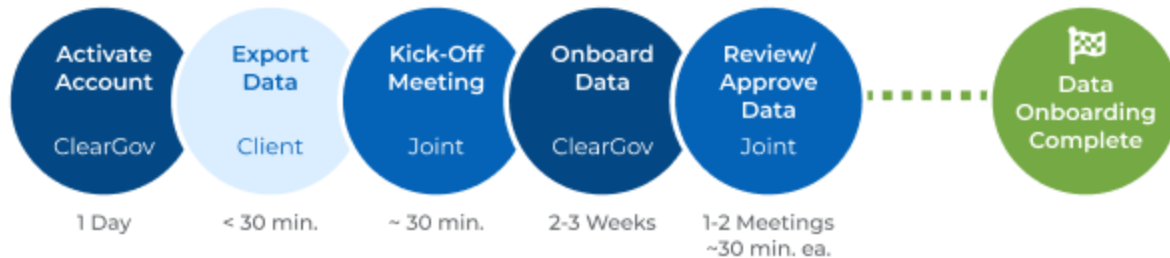 Activate
Account
ClearGov
1 Day
Export
Data
Client
< 30 min.
Kick-Off
Meeting
Joint
~ 30 min.
Onboard
Data
ClearGov
2-3 Weeks
Review/
Approve
Data
Joint
1-2 Meetings
~30 min. ea.
Data
Onboarding
Complete